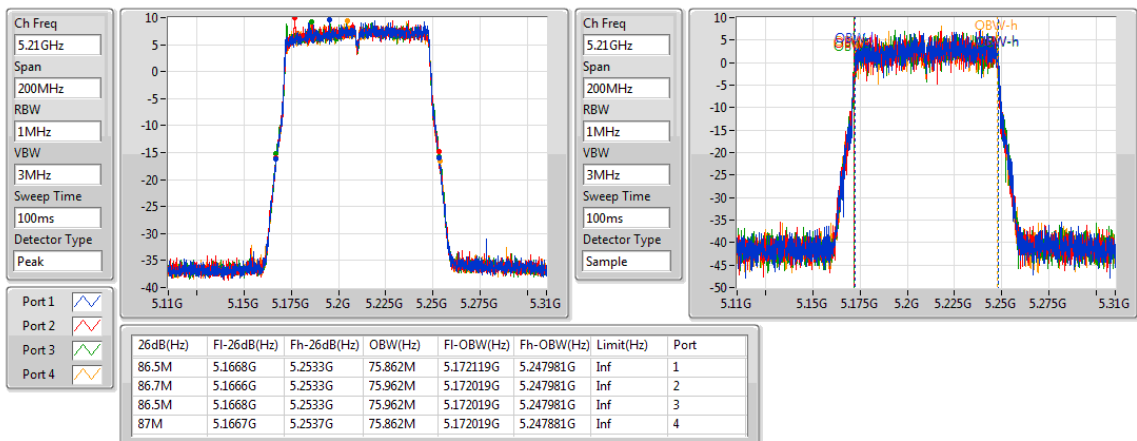 Ch Freq
5.21GHz
Span
200MHz
RBW
1MHz
VBW
3MHz
Sweep Time
100ms
Detector Type
Peak
10
5
0
-5
-10
-15
-20
-25
-30
-35
-40
5.11G 5.15G 5.175G 5.2G 5.225G 5.25G 5.275G 5.31G
Ch Freq
5.21GHz
Span
200MHz
RBW
1MHz
VBW
3MHz
Sweep Time
100ms
Detector Type
Sample
10
5
0
-5
-10
-15
-20
-25
-30
-35
-40
-45
-50
OBW-h
OBW-h
5.11G 5.15G 5.175G 5.2G 5.225G 5.25G 5.275G 5.31G
Port 1
Port 2
Port 3
Port 4
26dB(Hz) Fl-26dB(Hz) Fh-26dB(Hz) OBW(Hz) Fl-OBW(Hz) Fh-OBW(Hz) Limit(Hz) Port
86.5M 5.1668G 5.2533G 75.862M 5.172119G 5.247981G Inf 1
86.7M 5.1666G 5.2533G 75.962M 5.172019G 5.247981G Inf 2
86.5M 5.1668G 5.2533G 75.962M 5.172019G 5.247981G Inf 3
87M 5.1667G 5.2537G 75.862M 5.172019G 5.247881G Inf 4